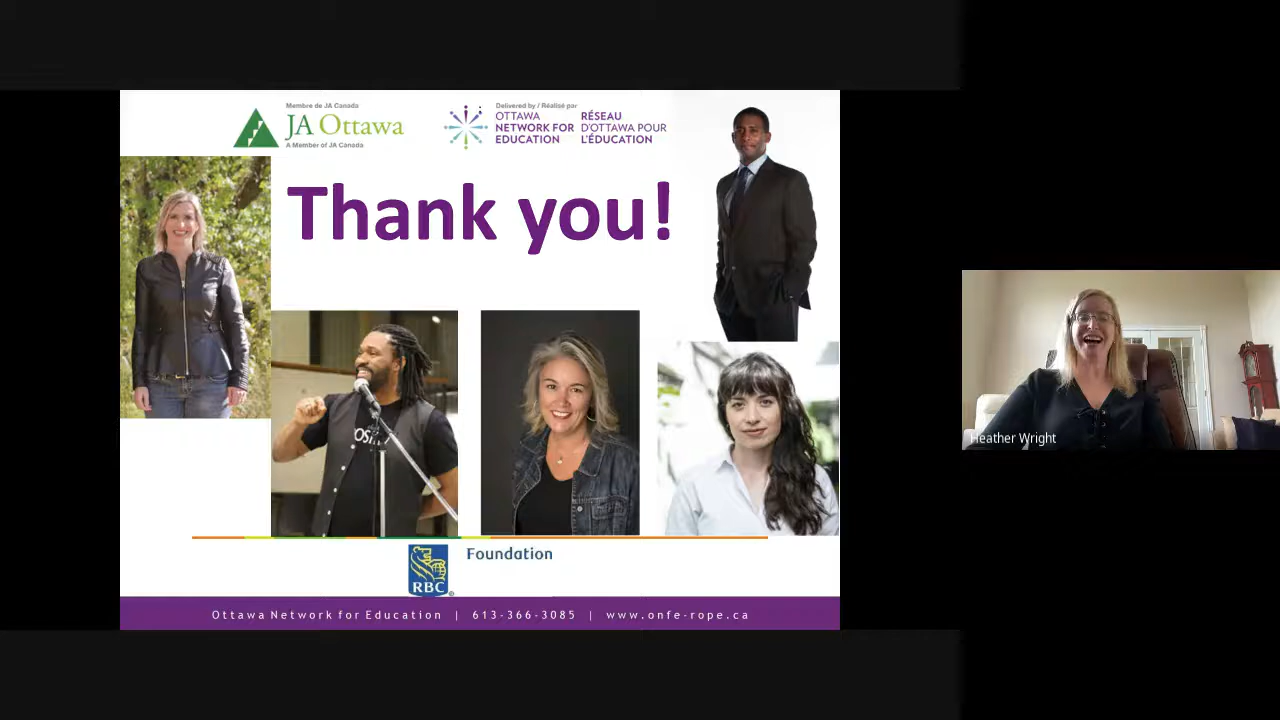 Membre de JA Canada
JA Ottawa
A Member of JA Canada
Delivered by / Réalisé par
OTTAWA
NETWORK FOR
EDUCATION
RÉSEAU
D'OTTAWA POUR
L'ÉDUCATION
Thank you!
Heather Wright
Foundation
RBC
®
Ottawa Network for Education | 613-366-3085 | www.onfe-rope.ca